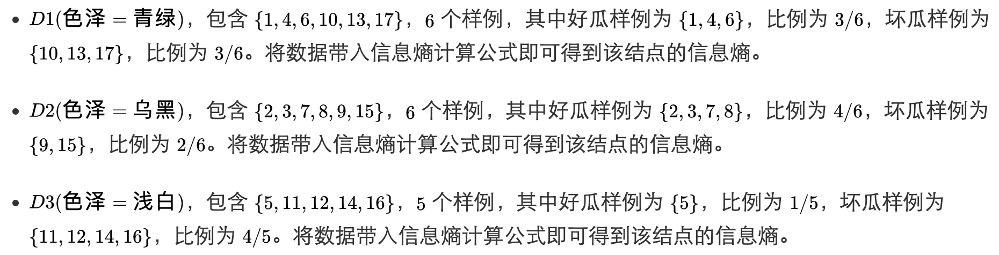 • D1(色泽 = 青绿)，包含 {1, 4, 6, 10, 13, 17}，6 个样例，其中好瓜样例为 {1, 4, 6}，比例为 3/6，坏瓜样例为
{10, 13, 17}，比例为 3/6。将数据带入信息熵计算公式即可得到该结点的信息熵。
• D2(色泽 = 乌黑)，包含 {2, 3, 7, 8, 9, 15}，6 个样例，其中好瓜样例为 {2, 3, 7, 8}，比例为 4/6，坏瓜样例为
{9, 15}，比例为 2/6。将数据带入信息熵计算公式即可得到该结点的信息熵。
• D3(色泽 = 浅白)，包含 {5, 11, 12, 14, 16}，5 个样例，其中好瓜样例为 {5}，比例为 1/5，坏瓜样例为
{11, 12, 14, 16}，比例为 4/5。将数据带入信息熵计算公式即可得到该结点的信息熵。